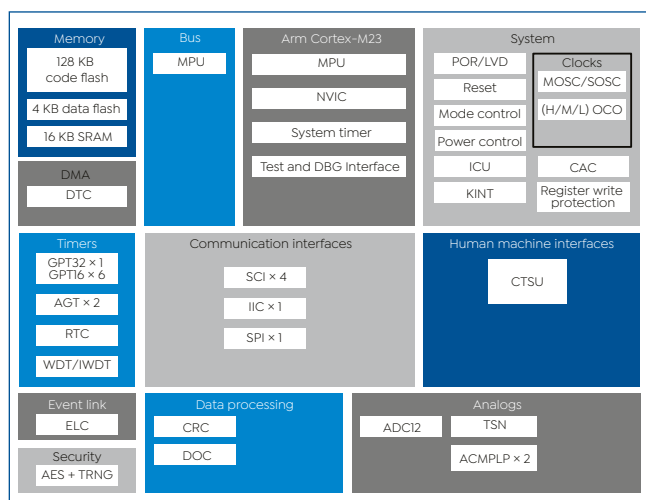 Memory
128 KB
code flash
4 KB data flash
16 KB SRAM
DMA
DTC
Bus
MPU
Arm Cortex-M23
MPU
NVIC
System timer
Test and DBG Interface
System
POR/LVD
Reset
Mode control
Power control
ICU
KINT
Clocks
MOSC/SOSC
(H/M/L) OCO
CAC
Register write
protection
Timers
GPT32 × 1
GPT16 × 6
AGT × 2
RTC
WDT/IWDT
Communication interfaces
SCI × 4
IIC × 1
SPI × 1
Human machine interfaces
CTSU
Event link
ELC
Security
AES + TRNG
Data processing
CRC
DOC
Analogs
ADC12
TSN
ACMPLP × 2